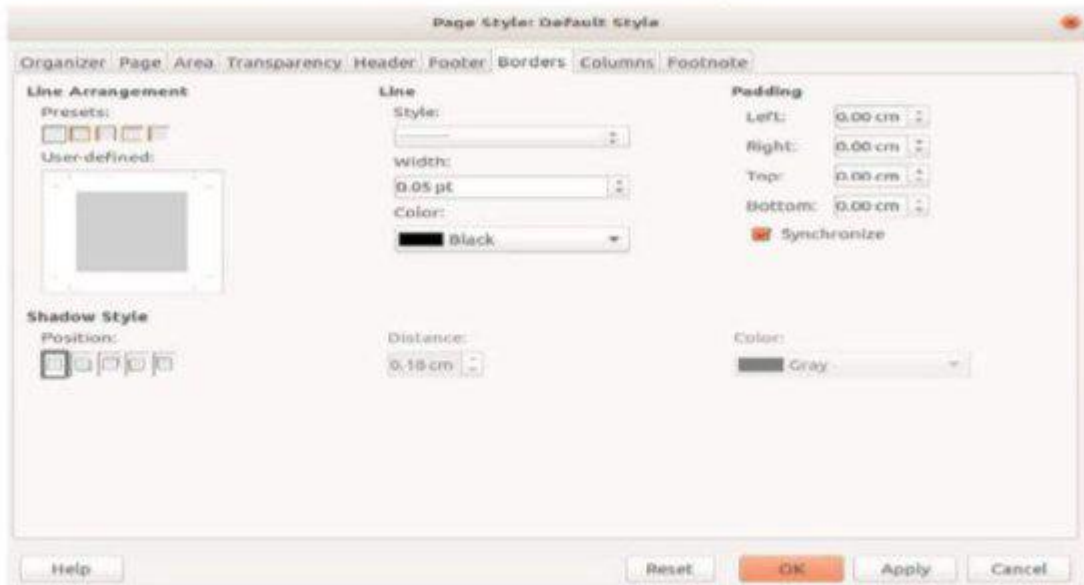 Page Style: Default Style
Organizer Page Area Transparency Header Footer Borders Columns Footnote
Line Arrangement
Presets:
User-defined:
Line
Style:
Width:
0.05 pt
Color:
Black
Padding
Left: 0.00 cm
Right: 0.00 cm
Top: 0.00 cm
Bottom: 0.00 cm
Synchronize
Shadow Style
Position:
Distance:
0.18 cm
Color:
Gray
Help Reset OK Apply Cancel